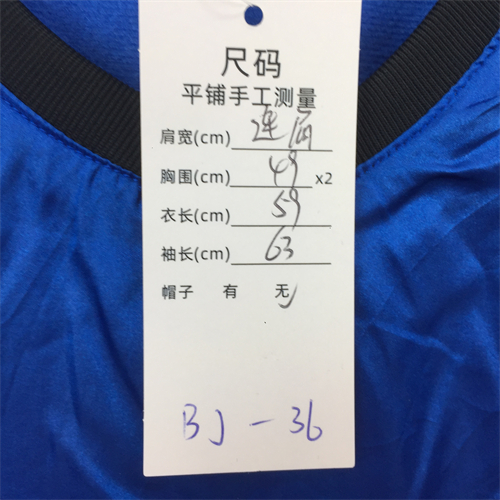 尺码
平铺手工测量
肩宽(cm) 连肩
胸围(cm) 49 x2
衣长(cm) 59
袖长(cm) 63
帽子 有 无
BJ-36